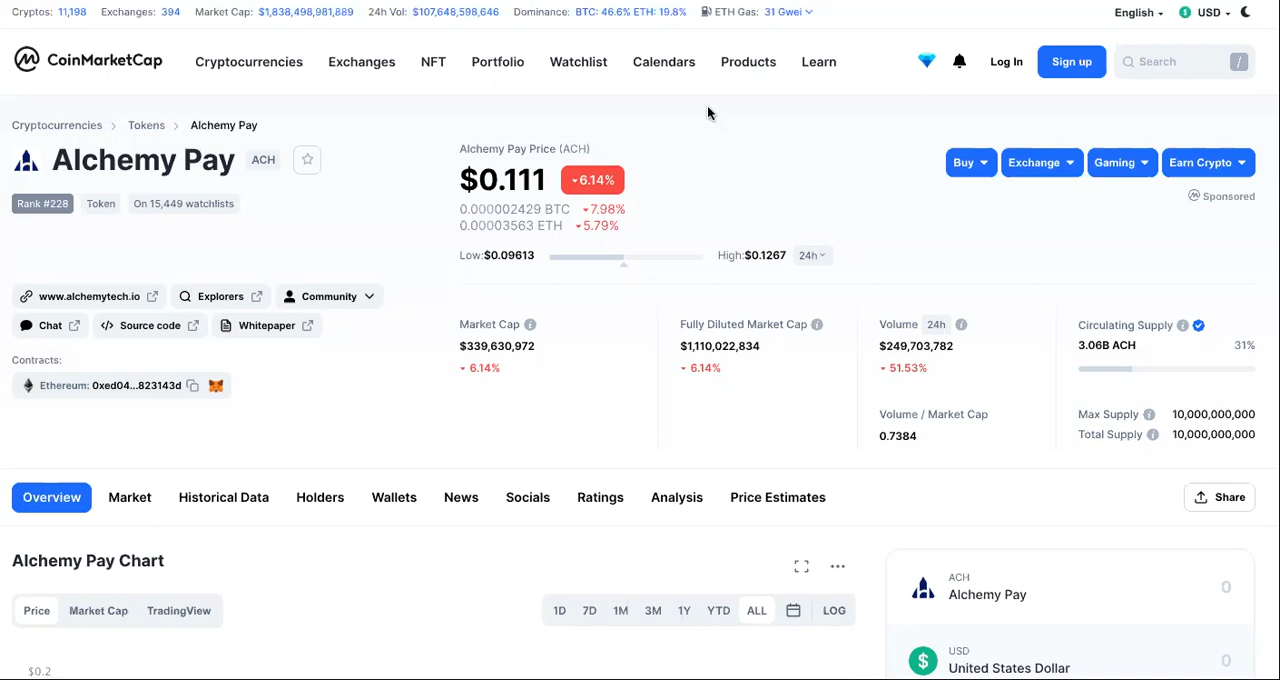 Cryptos: 11,198 Exchanges: 394 Market Cap: $1,838,498,981,889 24h Vol: $107,648,598,646 Dominance: BTC: 46.6% ETH: 19.8% ETH Gas: 31 Gwei English USD
CoinMarketCap Cryptocurrencies Exchanges NFT Portfolio Watchlist Calendars Products Learn Log In Sign up Search /
Cryptocurrencies > Tokens > Alchemy Pay
Alchemy Pay ACH
Rank #228 Token On 15,449 watchlists
www.alchemytech.io Explorers Community
Chat Source code Whitepaper
Contracts:
Ethereum: 0xed04...823143d
Alchemy Pay Price (ACH)
$0.111 6.14%
0.000002429 BTC 7.98%
0.00003563 ETH 5.79%
Low:$0.09613 High:$0.1267 24h
Buy Exchange Gaming Earn Crypto
Sponsored
Market Cap
$339,630,972
6.14%
Fully Diluted Market Cap
$1,110,022,834
6.14%
Volume 24h
$249,703,782
51.53%
Volume / Market Cap
0.7384
Circulating Supply
3.06B ACH 31%
Max Supply 10,000,000,000
Total Supply 10,000,000,000
Overview Market Historical Data Holders Wallets News Socials Ratings Analysis Price Estimates Share
Alchemy Pay Chart
Price Market Cap TradingView 1D 7D 1M 3M 1Y YTD ALL LOG
$0.2
ACH
Alchemy Pay 0
USD
United States Dollar 0